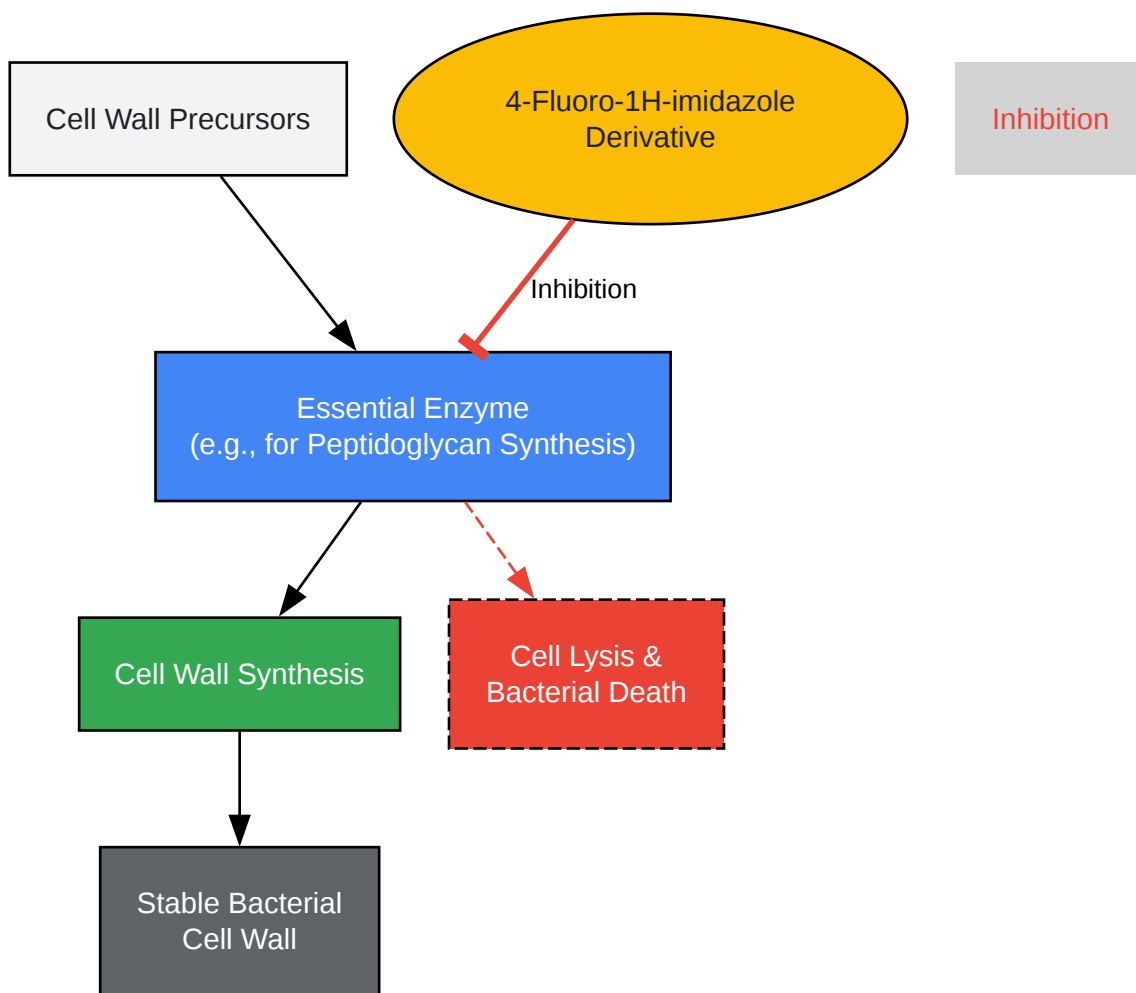 Cell Wall Precursors
4-Fluoro-1H-imidazole
Derivative
Inhibition
Inhibition
Essential Enzyme
(e.g., for Peptidoglycan Synthesis)
Cell Wall Synthesis
Cell Lysis &
Bacterial Death
Stable Bacterial
Cell Wall